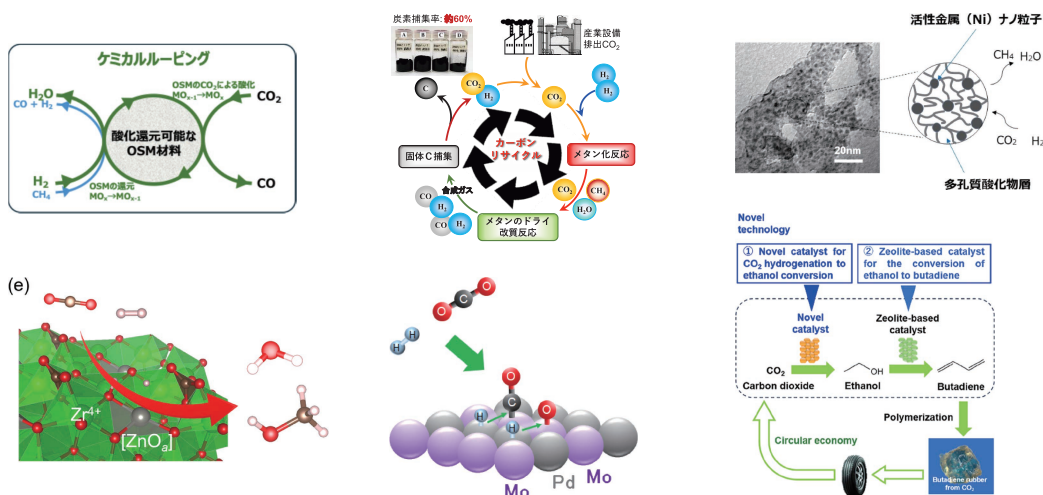 ケミカルルーピング
OSMのCO₂による酸化
MOₓ₋₁→MOₓ
H₂O
CO + H₂
CO₂
酸化還元可能な
OSM材料
H₂
CH₄
OSMの還元
MOₓ→MOₓ₋₁
CO
炭素捕集率: 約60%
A
B
C
D
産業設備
排出CO₂
C
CO₂
H₂
CO₂
H₂
H₂
固体C捕集
カーボン
リサイクル
メタン化反応
合成ガス
CO
H₂
CO
H₂
CO₂
CH₄
H₂O
メタンのドライ
改質反応
活性金属（Ni）ナノ粒子
CH₄ H₂O
CO₂ H₂
20nm
多孔質酸化物層
(e)
Zr⁴⁺
[ZnOₐ]
O
C
O
H
H
O
C
H
H
O
Mo
Pd
Mo
Novel
technology
① Novel catalyst for
CO₂ hydrogenation to
ethanol conversion
② Zeolite-based catalyst
for the conversion of
ethanol to butadiene
Novel
catalyst
Zeolite-based
catalyst
CO₂
Carbon dioxide
OH
Ethanol
Butadiene
Polymerization
Circular economy
Butadiene rubber
from CO₂